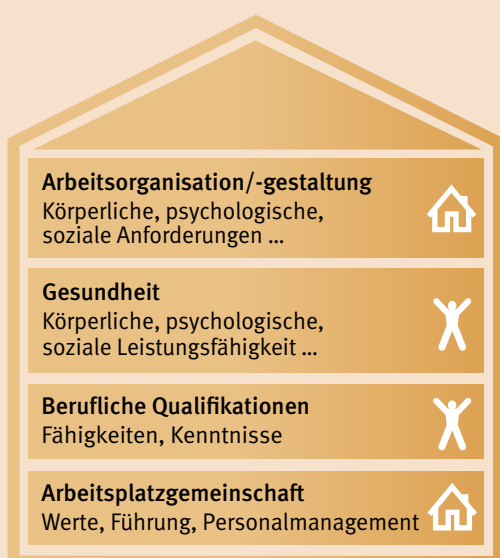 Arbeitsorganisation/-gestaltung
Körperliche, psychologische,
soziale Anforderungen ...
Gesundheit
Körperliche, psychologische,
soziale Leistungsfähigkeit ...
Berufliche Qualifikationen
Fähigkeiten, Kenntnisse
Arbeitsplatzgemeinschaft
Werte, Führung, Personalmanagement